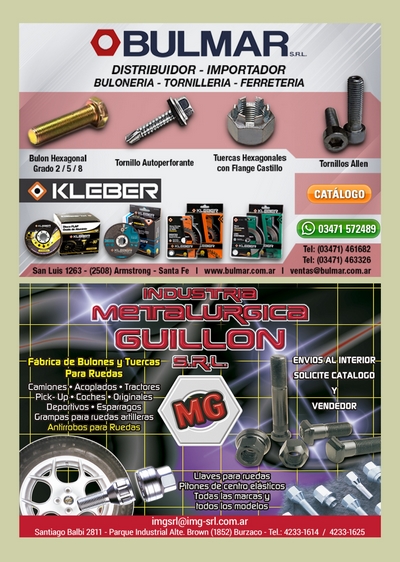 BULMAR S.R.L.
DISTRIBUIDOR - IMPORTADOR
BULONERIA - TORNILLERIA - FERRETERIA
Bulon Hexagonal
Grado 2 / 5 / 8
Tornillo Autoperforante
Tuercas Hexagonales
con Flange Castillo
Tornillos Allen
KLEBER
CATÁLOGO
03471 572489
Tel: (03471) 461682
Tel: (03471) 463326
San Luis 1263 - (2508) Armstrong - Santa Fe I www.bulmar.com.ar I ventas@bulmar.com.ar
INDUSTRIA
METALURGICA
GUILLON
S.R.L.
Fábrica de Bulones y Tuercas
Para Ruedas
Camiones • Acoplados • Tractores
Pick- Up • Coches • Originales
Deportivos • Esparragos
Grampas para ruedas artilleras
Antirrobos para Ruedas
MG
ENVIOS AL INTERIOR
SOLICITE CATALOGO
Y
VENDEDOR
Llaves para ruedas
Pitones de centro elásticos
Todas las marcas y
todos los modelos
imgsrl@img-srl.com.ar
Santiago Balbi 2811 - Parque Industrial Alte. Brown (1852) Burzaco - Tel.: 4233-1614 / 4233-1625